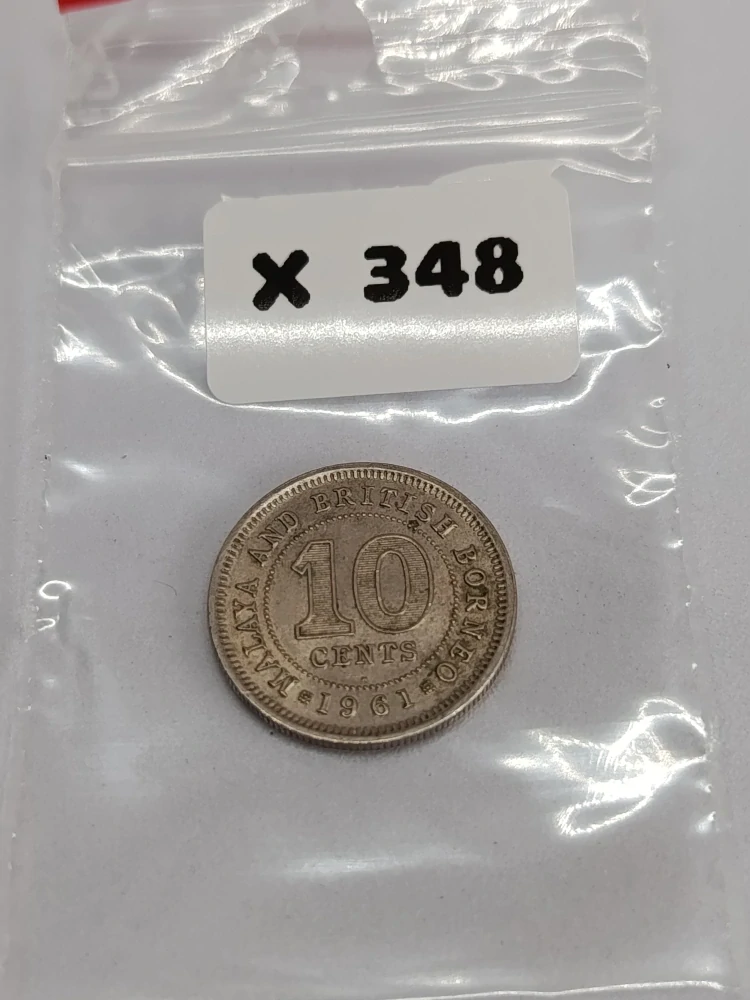 X 348
MALAYA AND BRITISH BORNEO
10
CENTS
1961